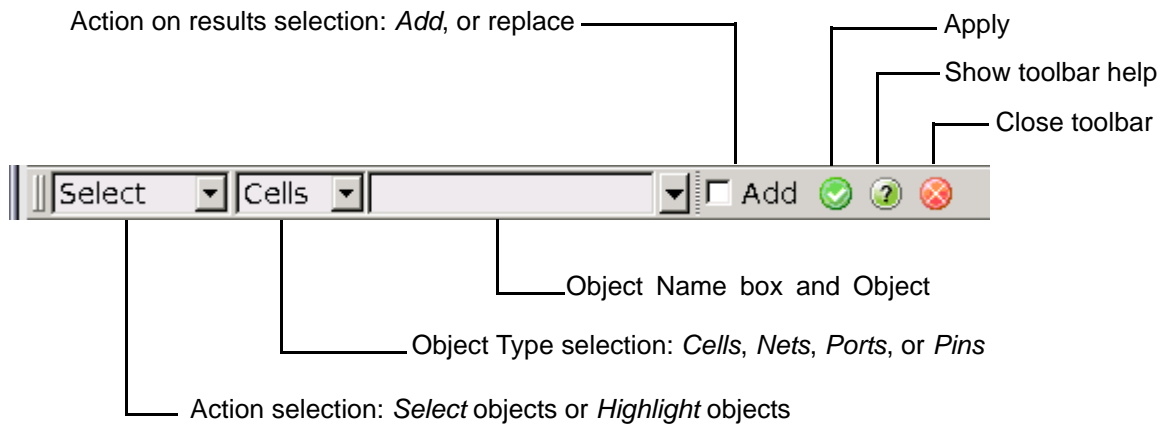 Action on results selection: Add, or replace
Apply
Show toolbar help
Close toolbar
Select Cells Add ?
Object Name box and Object
Object Type selection: Cells, Nets, Ports, or Pins
Action selection: Select objects or Highlight objects